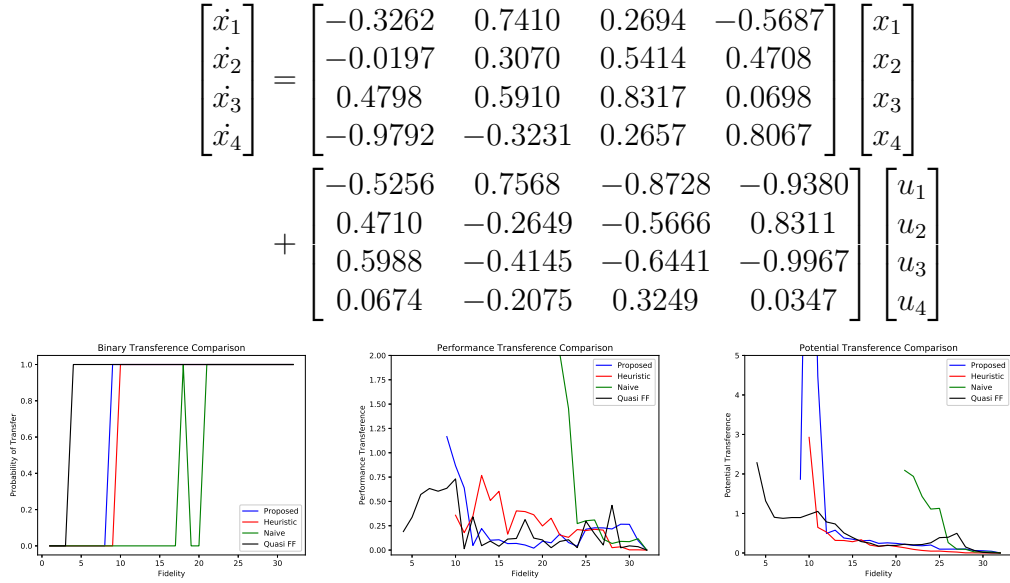 ẋ1 −0.3262 0.7410 0.2694 −0.5687 x1
ẋ2 −0.0197 0.3070 0.5414 0.4708 x2
=
ẋ3 0.4798 0.5910 0.8317 0.0698 x3
ẋ4 −0.9792 −0.3231 0.2657 0.8067 x4
−0.5256 0.7568 −0.8728 −0.9380 u1
0.4710 −0.2649 −0.5666 0.8311 u2
+
0.5988 −0.4145 −0.6441 −0.9967 u3
0.0674 −0.2075 0.3249 0.0347 u4
Binary Transference Comparison
Probability of Transfer
1.0
0.8
0.6
0.4
0.2
0.0
0 5 10 15 20 25 30
Fidelity
Proposed
Heuristic
Naive
Quasi FF
Performance Transference Comparison
Performance Transference
2.00
1.75
1.50
1.25
1.00
0.75
0.50
0.25
0.00
5 10 15 20 25 30
Fidelity
Proposed
Heuristic
Naive
Quasi FF
Potential Transference Comparison
Potential Transference
5
4
3
2
1
0
5 10 15 20 25 30
Fidelity
Proposed
Heuristic
Naive
Quasi FF